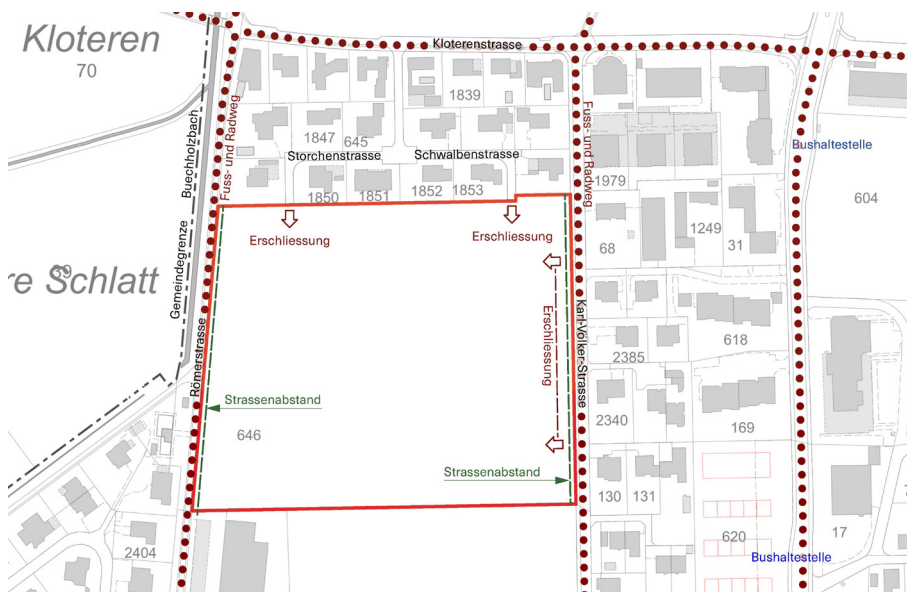 Kloteren
70
Kloterenstrasse
1839
1847
645
Storchenstrasse
Schwalbenstrasse
1850
1851
1852
1853
Fuss- und Radweg
Fuss- und Radweg
Buechholzbach
Gemeindegrenze
re Schlatt
Römerstrasse
Erschliessung
Erschliessung
Erschliessung
Karl-Völker-Strasse
Strassenabstand
646
Strassenabstand
1979
68
1249
31
Bushaltestelle
604
2385
618
2340
169
130
131
620
17
Bushaltestelle
2404